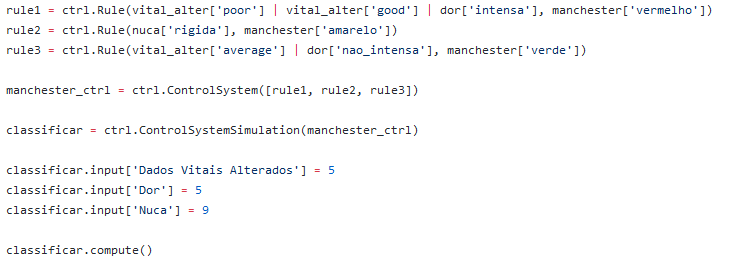 rule1 = ctrl.Rule(vital_alter['poor'] | vital_alter['good'] | dor['intensa'], manchester['vermelho'])
rule2 = ctrl.Rule(nuca['rigida'], manchester['amarelo'])
rule3 = ctrl.Rule(vital_alter['average'] | dor['nao_intensa'], manchester['verde'])
manchester_ctrl = ctrl.ControlSystem([rule1, rule2, rule3])
classificar = ctrl.ControlSystemSimulation(manchester_ctrl)
classificar.input['Dados Vitais Alterados'] = 5
classificar.input['Dor'] = 5
classificar.input['Nuca'] = 9
classificar.compute()